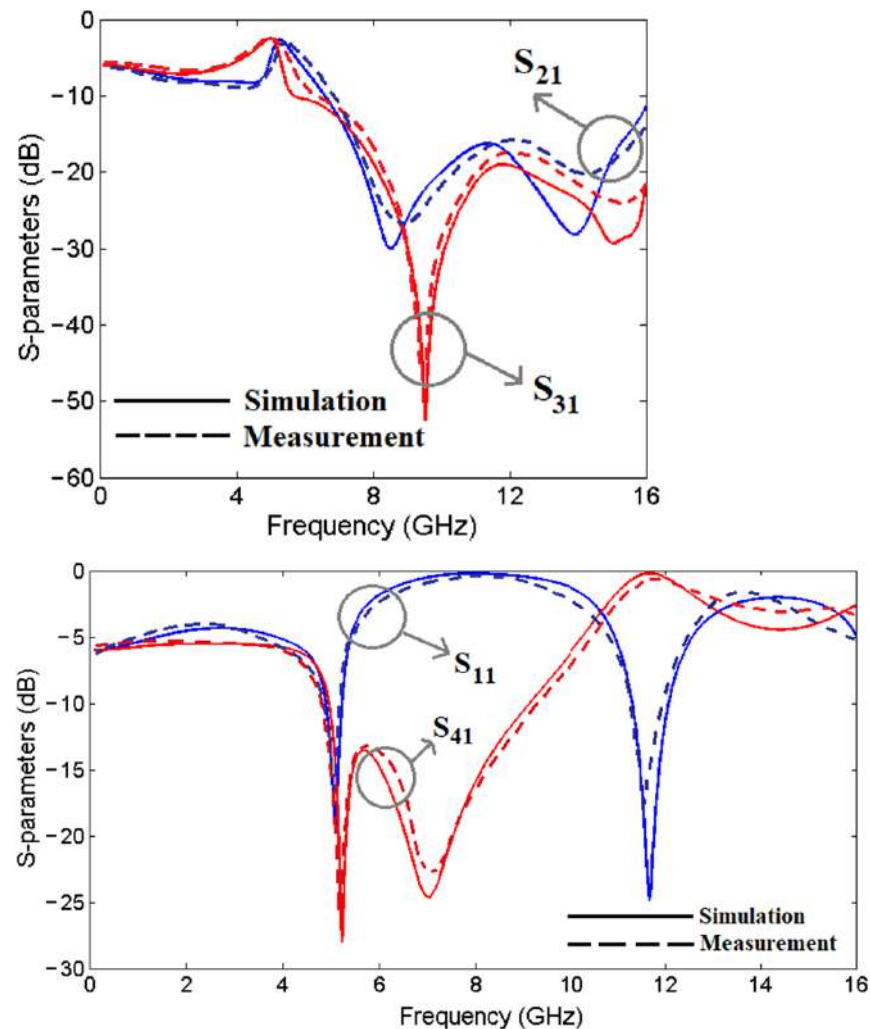 0
−10
−20
−30
−40
−50
−60
S-parameters (dB)
S21
S31
Simulation
Measurement
0 4 8 12 16
Frequency (GHz)
0
−5
−10
−15
−20
−25
−30
S-parameters (dB)
S11
S41
Simulation
Measurement
0 2 4 6 8 10 12 14 16
Frequency (GHz)